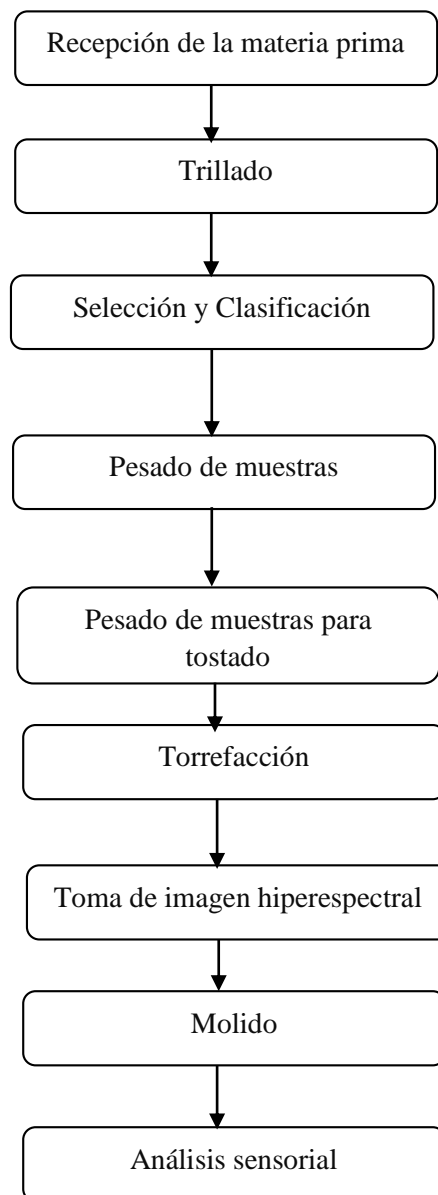 Recepción de la materia prima
Trillado
Selección y Clasificación
Pesado de muestras
Pesado de muestras para
tostado
Torrefacción
Toma de imagen hiperespectral
Molido
Análisis sensorial